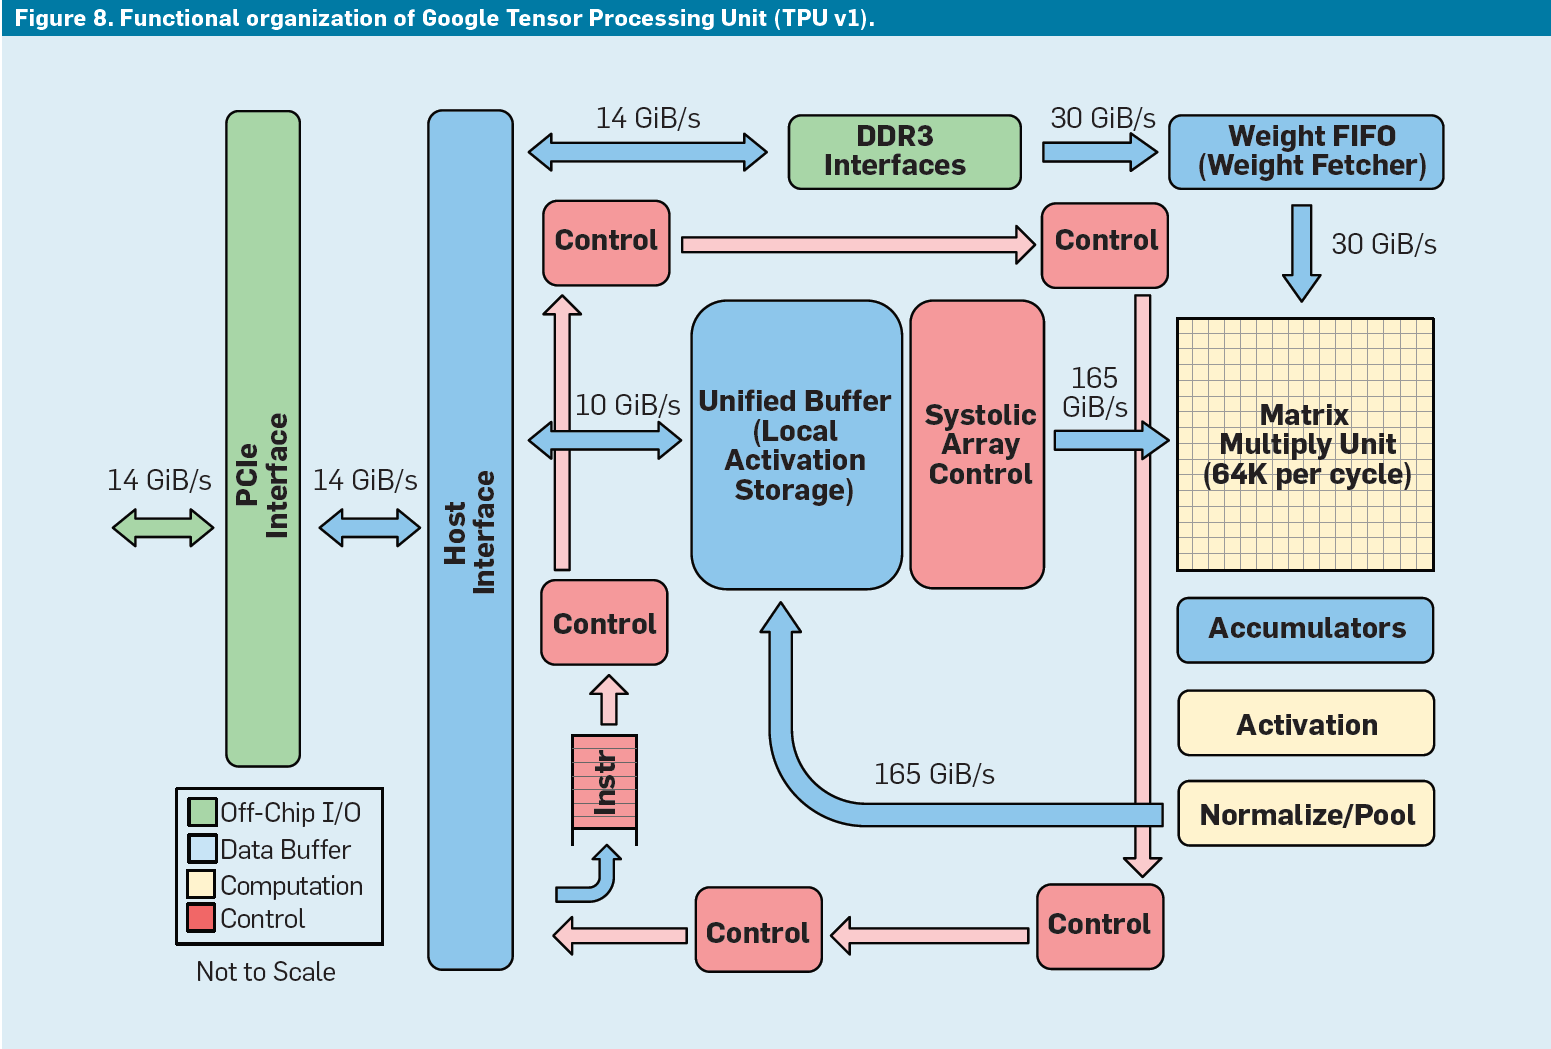 Figure 8. Functional organization of Google Tensor Processing Unit (TPU v1).
14 GiB/s
DDR3
Interfaces
30 GiB/s
Weight FIFO
(Weight Fetcher)
Control
Control
30 GiB/s
14 GiB/s
PCIe
Interface
14 GiB/s
Host
Interface
10 GiB/s
Unified Buffer
(Local
Activation
Storage)
Systolic
Array
Control
165
GiB/s
Matrix
Multiply Unit
(64K per cycle)
Control
Accumulators
Activation
Instr
165 GiB/s
Normalize/Pool
Control
Control
Off-Chip I/O
Data Buffer
Computation
Control
Not to Scale